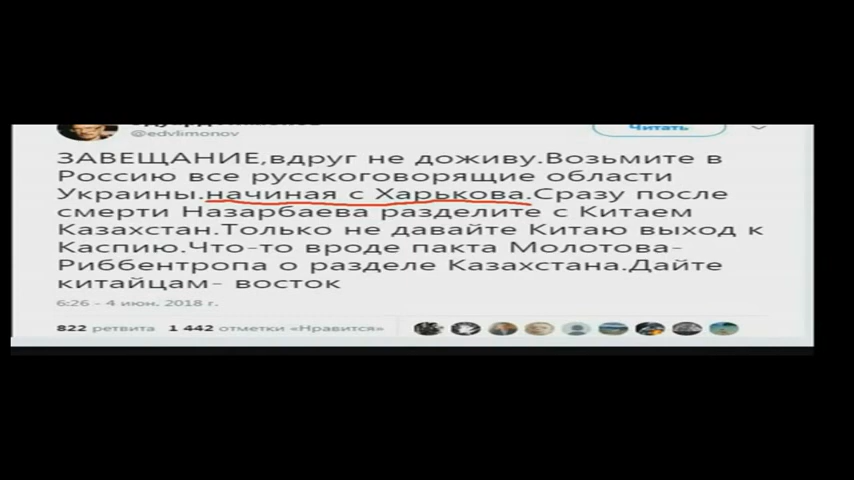 @edvlimonov
Читать
ЗАВЕЩАНИЕ,вдруг не доживу.Возьмите в
Россию все русскоговорящие области
Украины.начиная с Харькова.Сразу после
смерти Назарбаева разделите с Китаем
Казахстан.Только не давайте Китаю выход к
Каспию.Что-то вроде пакта Молотова-
Риббентропа о разделе Казахстана.Дайте
китайцам- восток
6:26 - 4 июн. 2018 г.
822 ретвита 1 442 отметки «Нравится»